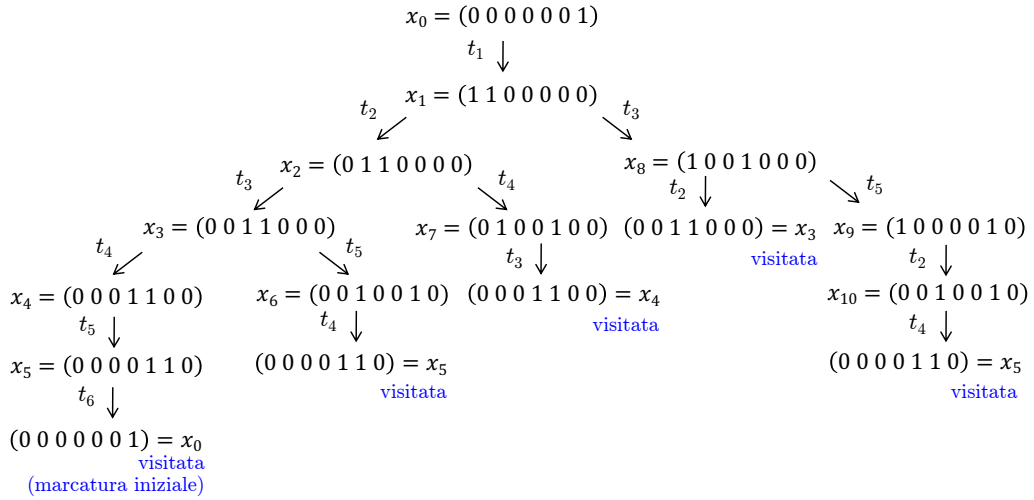 x₀ = (0 0 0 0 0 0 1)
t₁
x₁ = (1 1 0 0 0 0 0)
t₂
t₃
x₂ = (0 1 1 0 0 0 0)
x₈ = (1 0 0 1 0 0 0)
t₃
t₄
t₂
t₅
x₃ = (0 0 1 1 0 0 0)
x₇ = (0 1 0 0 1 0 0)
(0 0 1 1 0 0 0) = x₃
x₉ = (1 0 0 0 0 1 0)
visitata
t₄
t₅
t₃
t₂
x₄ = (0 0 0 1 1 0 0)
x₆ = (0 0 1 0 0 1 0)
(0 0 0 1 1 0 0) = x₄
x₁₀ = (0 0 1 0 0 1 0)
visitata
t₅
t₄
t₄
x₅ = (0 0 0 0 1 1 0)
(0 0 0 0 1 1 0) = x₅
(0 0 0 0 1 1 0) = x₅
visitata
visitata
t₆
(0 0 0 0 0 0 1) = x₀
visitata
(marcatura iniziale)